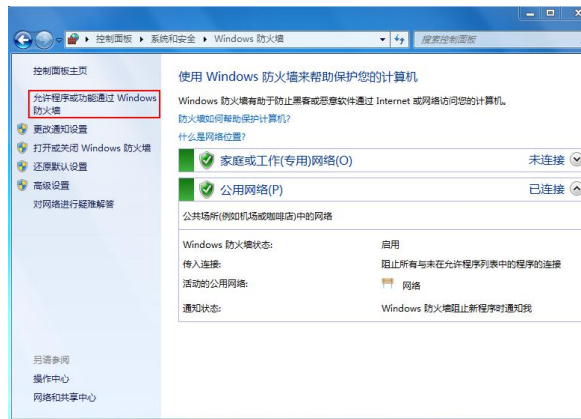 控制面板 ▸ 系统和安全 ▸ Windows 防火墙
搜索控制面板
控制面板主页
允许程序或功能通过 Windows
防火墙
更改通知设置
打开或关闭 Windows 防火墙
还原默认设置
高级设置
对网络进行疑难解答
另请参阅
操作中心
网络和共享中心
使用 Windows 防火墙来帮助保护您的计算机
Windows 防火墙有助于防止黑客或恶意软件通过 Internet 或网络访问您的计算机。
防火墙如何帮助保护计算机?
什么是网络位置?
家庭或工作(专用)网络(O) 未连接
公用网络(P) 已连接
公共场所(例如机场或咖啡店)中的网络
Windows 防火墙状态: 启用
传入连接: 阻止所有与未在允许程序列表中的程序的连接
活动的公用网络: 网络
通知状态: Windows 防火墙阻止新程序时通知我